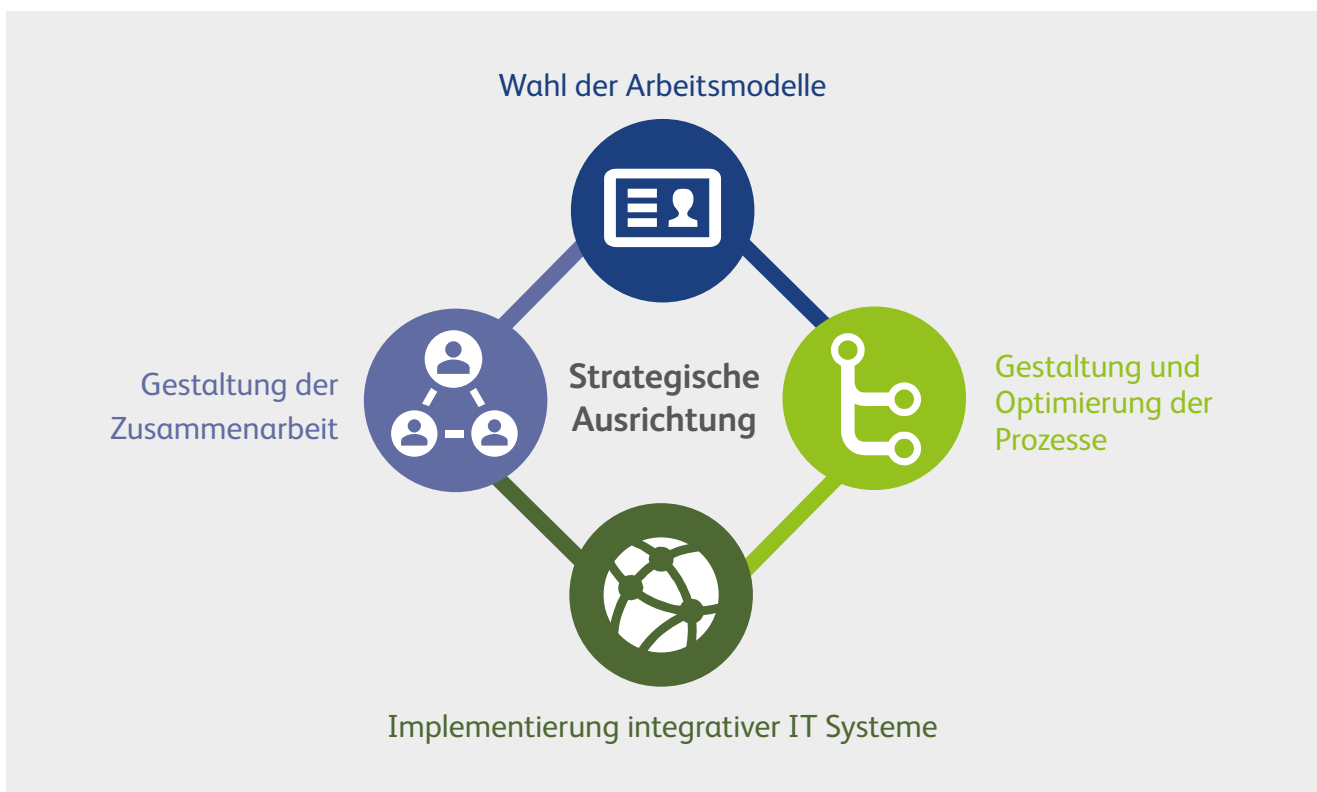 Wahl der Arbeitsmodelle
Gestaltung der
Zusammenarbeit
Strategische
Ausrichtung
Gestaltung und
Optimierung der
Prozesse
Implementierung integrativer IT Systeme